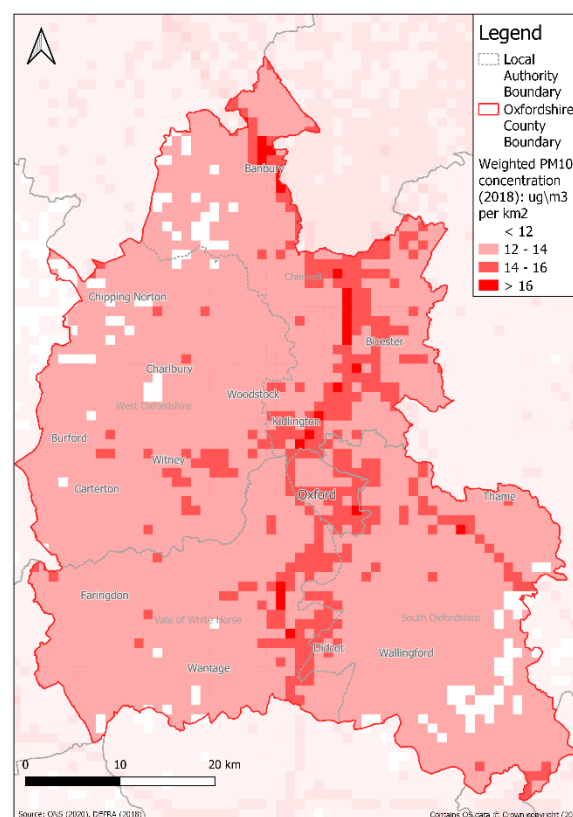 Legend
Local
Authority
Boundary
Oxfordshire
County
Boundary
Weighted PM10
concentration
(2018): ug\m3
per km2
< 12
12 - 14
14 - 16
> 16
Banbury
Cherwell
Chipping Norton
Bicester
Charlbury
Woodstock
West Oxfordshire
Kidlington
Burford
Witney
Carterton
Oxford
Thame
Faringdon
Vale of White Horse
South Oxfordshire
Didcot
Wallingford
Wantage
0 10 20 km
Source: ONS (2020), DEFRA (2018)
Contains OS data © Crown copyright (20